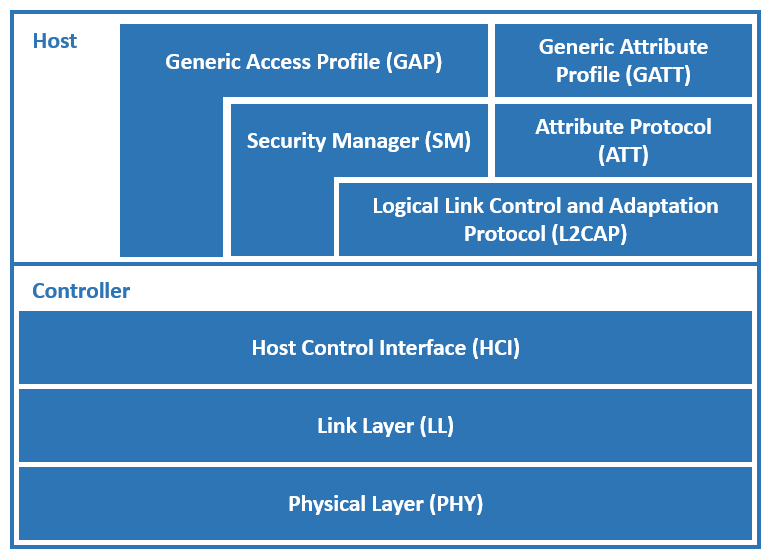 Host
Generic Access Profile (GAP)
Generic Attribute
Profile (GATT)
Security Manager (SM)
Attribute Protocol
(ATT)
Logical Link Control and Adaptation
Protocol (L2CAP)
Controller
Host Control Interface (HCI)
Link Layer (LL)
Physical Layer (PHY)